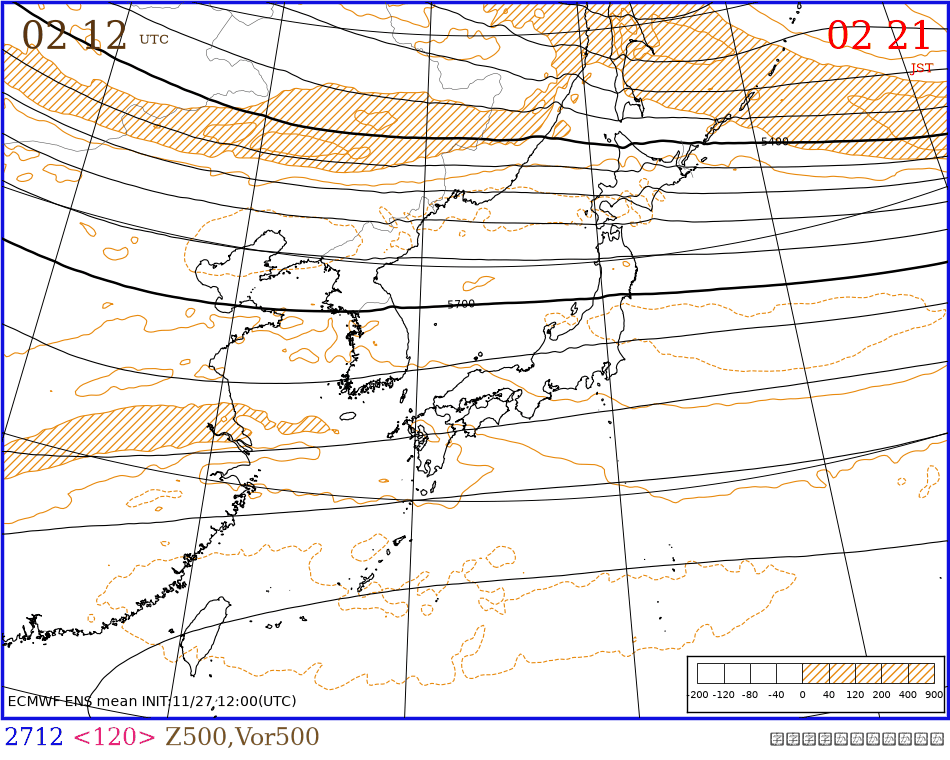 02 12 UTC
02 21
JST
5400
5700
-200 -120 -80 -40 0 40 120 200 400 900
ECMWF ENS mean INIT:11/27 12:00(UTC)
2712 <120> Z500,Vor500